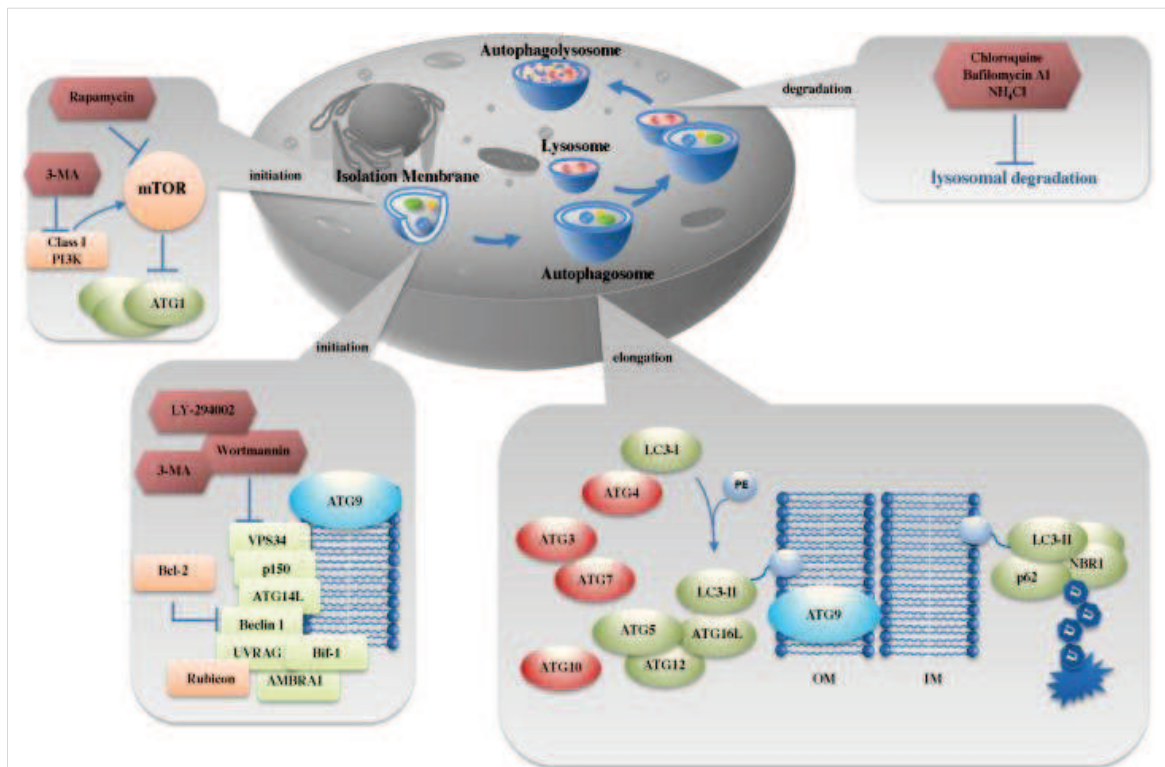 Autophagolysosome
Lysosome
Isolation Membrane
Autophagosome
initiation
degradation
initiation
elongation
Rapamycin
3-MA
mTOR
Class I
PI3K
ATG1
Chloroquine
Bafilomycin A1
NH4Cl
lysosomal degradation
LY-294002
Wortmannin
3-MA
ATG9
VPS34
p150
Bcl-2
ATG14L
Beclin 1
UVRAG
Bif-1
Rubicon
AMBRA1
LC3-I
ATG4
PE
ATG3
ATG7
LC3-II
ATG5
ATG16L
ATG12
ATG10
ATG9
OM
IM
LC3-II
p62
NBR1
U
U
U
U